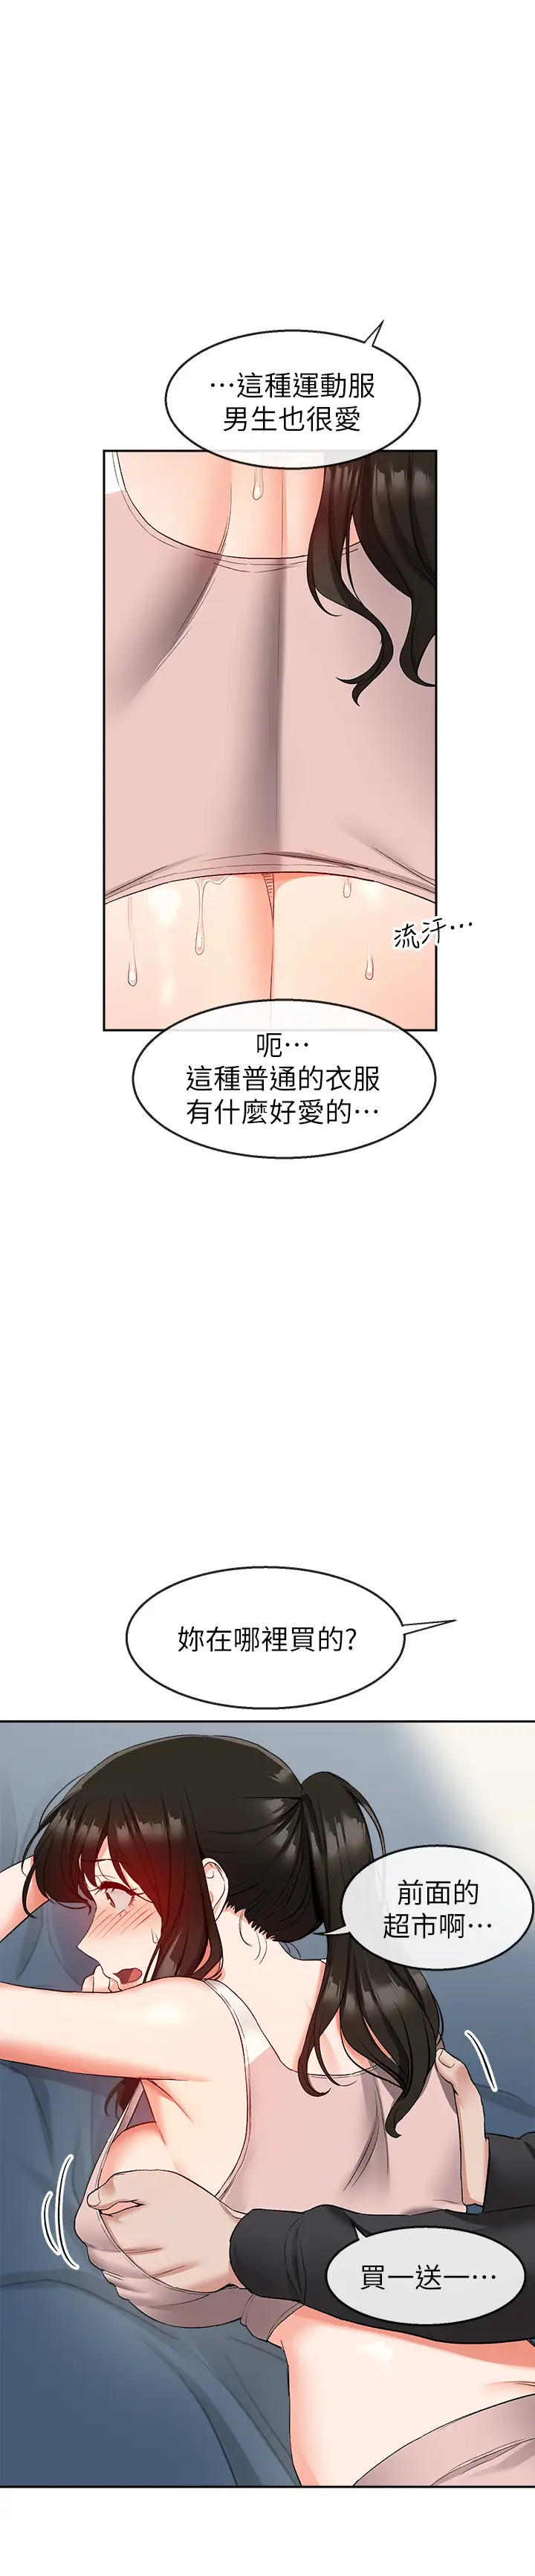 …這種運動服
男生也很愛
流汗…
呃…
這種普通的衣服
有什麼好愛的…
妳在哪裡買的?
前面的
超市啊…
買一送一…